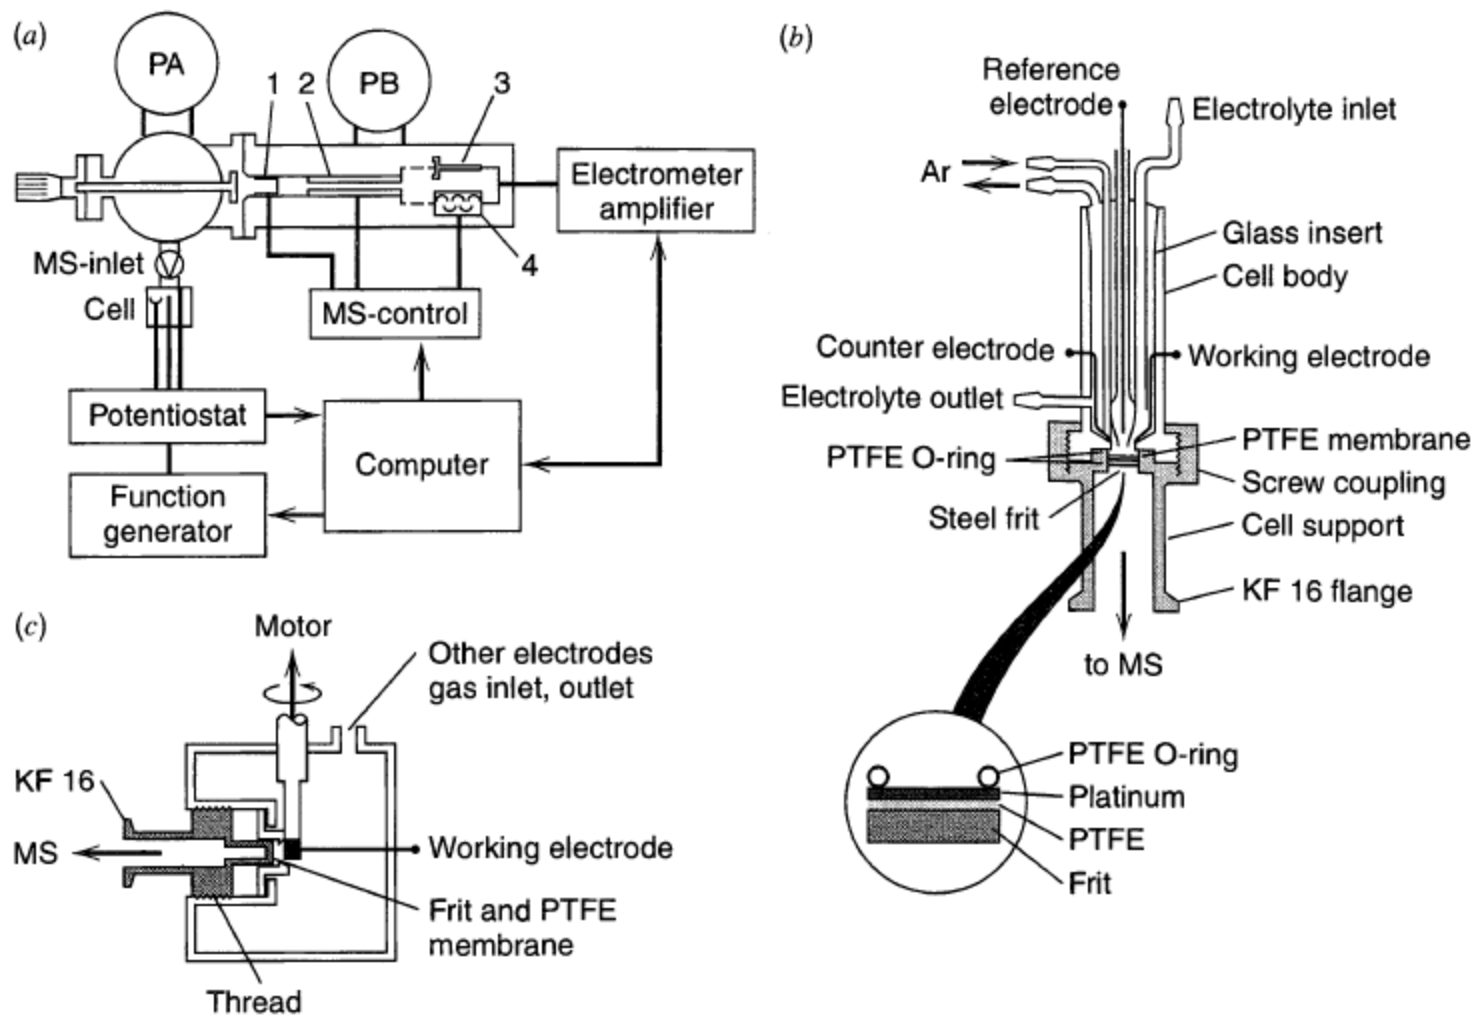 (a)
PA
PB
1 2
3
4
Electrometer
amplifier
MS-inlet
Cell
MS-control
Potentiostat
Computer
Function
generator
(b)
Reference
electrode
Electrolyte inlet
Ar
Glass insert
Cell body
Counter electrode
Working electrode
Electrolyte outlet
PTFE membrane
PTFE O-ring
Screw coupling
Steel frit
Cell support
KF 16 flange
to MS
PTFE O-ring
Platinum
PTFE
Frit
(c)
Motor
Other electrodes
gas inlet, outlet
KF 16
MS
Working electrode
Frit and PTFE
membrane
Thread